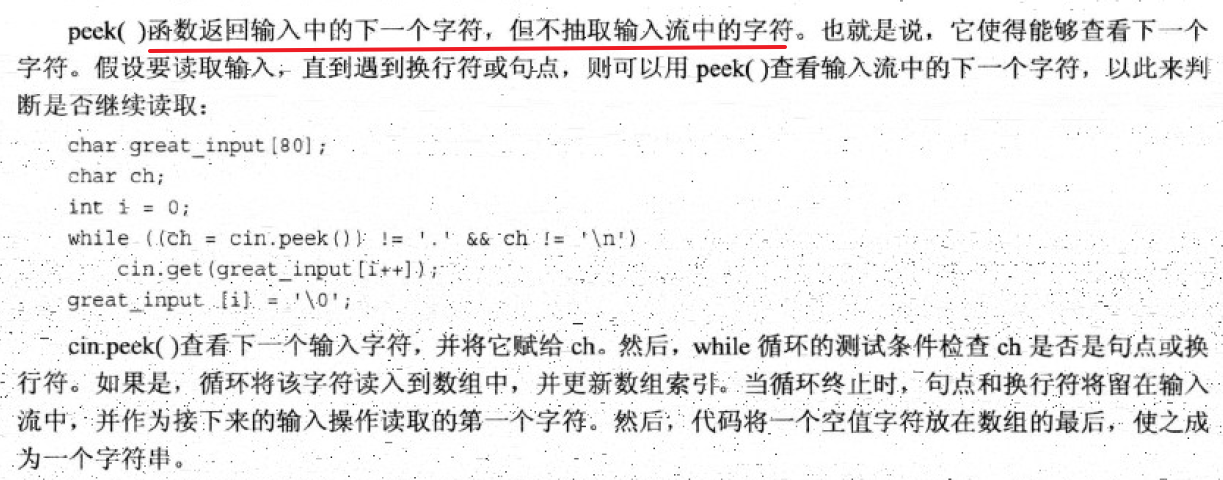 peek( )函数返回输入中的下一个字符，但不抽取输入流中的字符。也就是说，它使得能够查看下一个
字符。假设要读取输入，直到遇到换行符或句点，则可以用 peek( )查看输入流中的下一个字符，以此来判
断是否继续读取：
char great_input[80];
char ch;
int i = 0;
while ((ch = cin.peek()) != '.' && ch != '\n')
cin.get(great_input[i++]);
great_input [i] = '\0';
cin.peek( )查看下一个输入字符，并将它赋给 ch。然后，while 循环的测试条件检查 ch 是否是句点或换
行符。如果是，循环将该字符读入到数组中，并更新数组索引。当循环终止时，句点和换行符将留在输入
流中，并作为接下来的输入操作读取的第一个字符。然后，代码将一个空值字符放在数组的最后，使之成
为一个字符串。